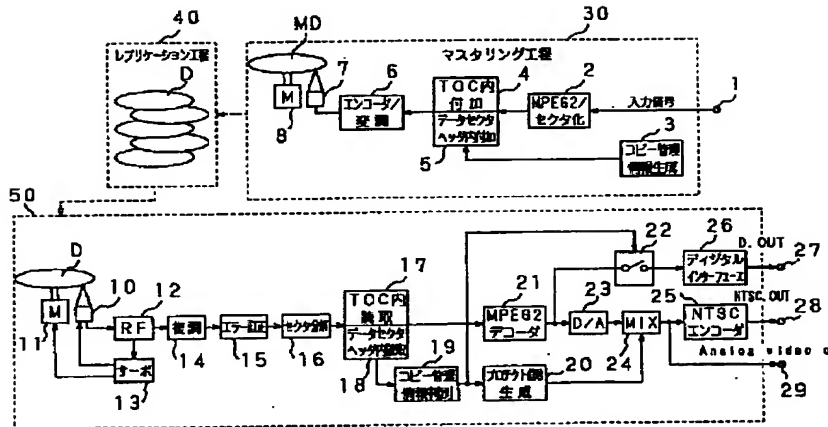 40
レプリケーション工程
D
30
マスタリング工程
MD
7
M
8
6
エンコーダ/
変調
4
TOC内
付加
データセクタ
ヘッダ内付加
5
2
MPEG2/
セクタ化
入力信号
1
3
コピー管理
情報生成
50
D
10
M
11
12
RF
サーボ
13
復調
14
エラー訂正
15
セクタ分解
16
17
TOC内
読取
データセクタ
ヘッダ内読取
18
19
コピー管理
情報判別
21
MPEG2
デコーダ
20
プロテクト信号
生成
22
23
D/A
24
MIX
25
NTSC
エンコーダ
26
ディジタル
インターフェース
D.OUT
27
NTSC.OUT
28
Analog video o
29